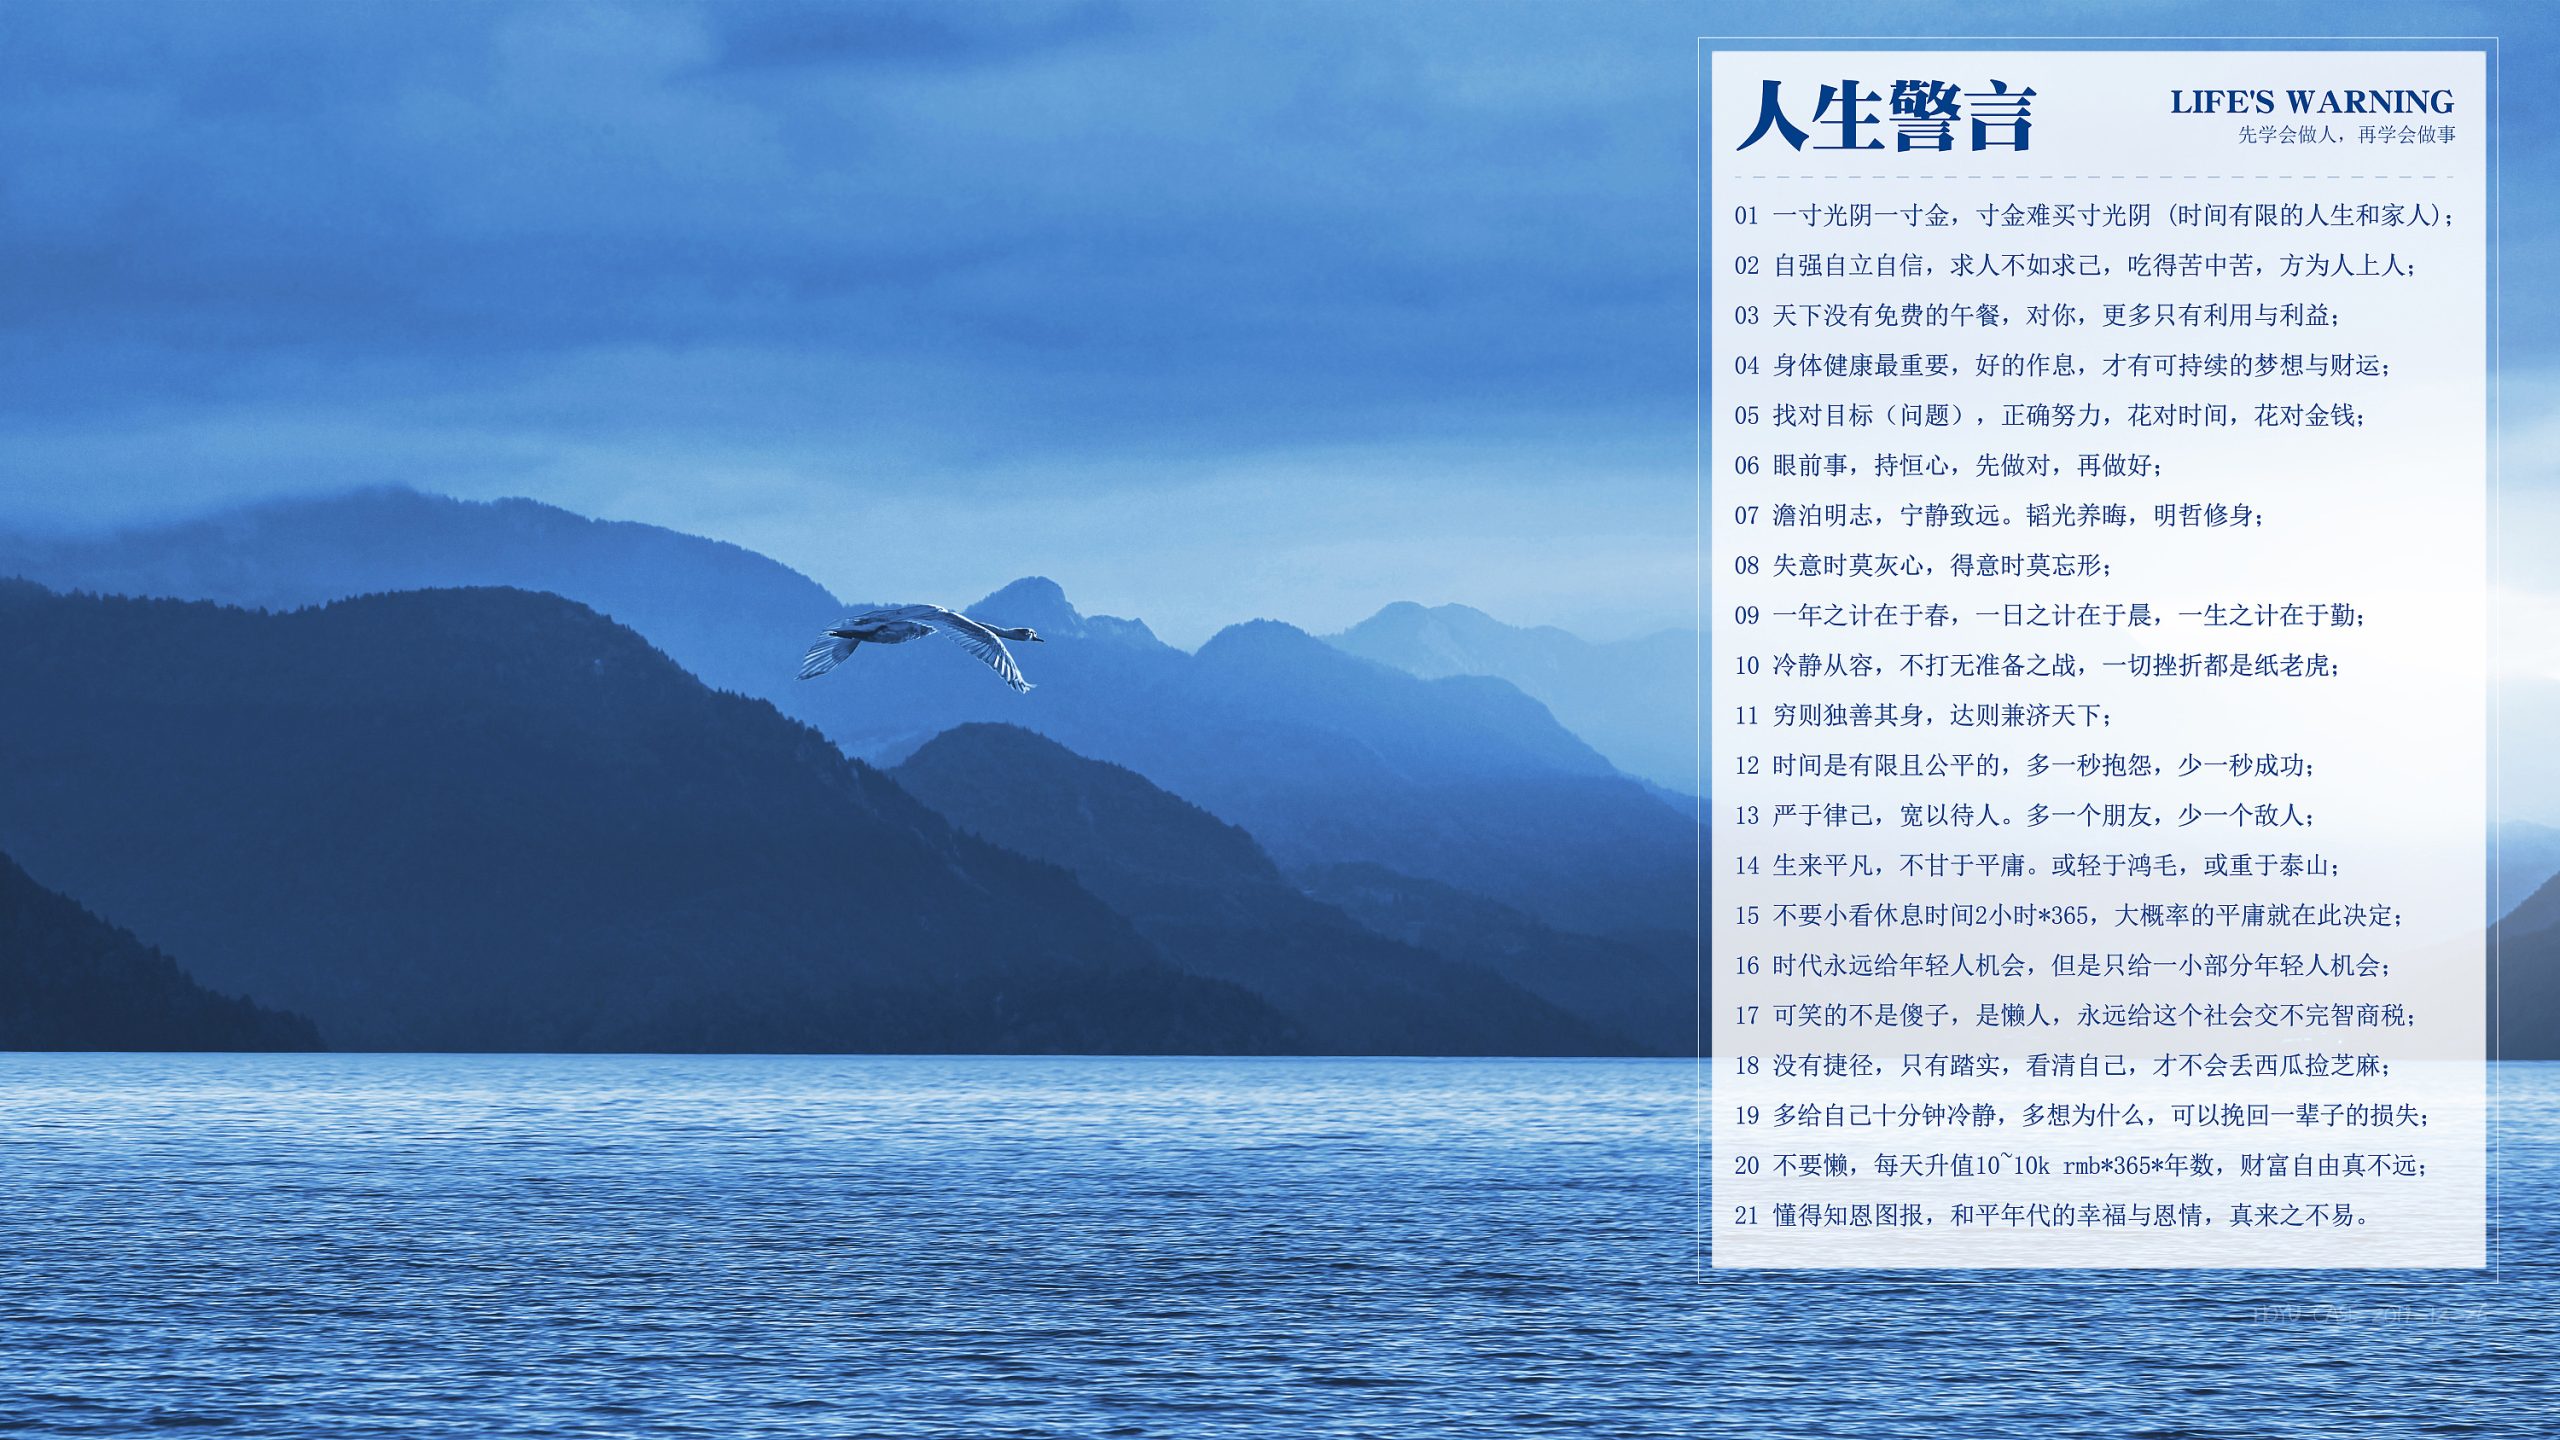 人生警言
LIFE'S WARNING
先学会做人，再学会做事
01 一寸光阴一寸金，寸金难买寸光阴 (时间有限的人生和家人)；
02 自强自立自信，求人不如求己，吃得苦中苦，方为人上人；
03 天下没有免费的午餐，对你，更多只有利用与利益；
04 身体健康最重要，好的作息，才有可持续的梦想与财运；
05 找对目标（问题），正确努力，花对时间，花对金钱；
06 眼前事，持恒心，先做对，再做好；
07 澹泊明志，宁静致远。韬光养晦，明哲修身；
08 失意时莫灰心，得意时莫忘形；
09 一年之计在于春，一日之计在于晨，一生之计在于勤；
10 冷静从容，不打无准备之战，一切挫折都是纸老虎；
11 穷则独善其身，达则兼济天下；
12 时间是有限且公平的，多一秒抱怨，少一秒成功；
13 严于律己，宽以待人。多一个朋友，少一个敌人；
14 生来平凡，不甘于平庸。或轻于鸿毛，或重于泰山；
15 不要小看休息时间2小时*365，大概率的平庸就在此决定；
16 时代永远给年轻人机会，但是只给一小部分年轻人机会；
17 可笑的不是傻子，是懒人，永远给这个社会交不完智商税；
18 没有捷径，只有踏实，看清自己，才不会丢西瓜捡芝麻；
19 多给自己十分钟冷静，多想为什么，可以挽回一辈子的损失；
20 不要懒，每天升值10~10k rmb*365*年数，财富自由真不远；
21 懂得知恩图报，和平年代的幸福与恩情，真来之不易。